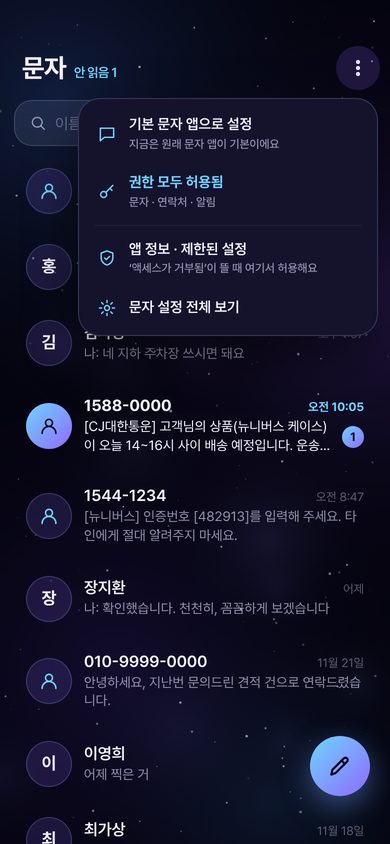 문자 안 읽음 1
이름
기본 문자 앱으로 설정
지금은 원래 문자 앱이 기본이에요
권한 모두 허용됨
문자 · 연락처 · 알림
앱 정보 · 제한된 설정
'액세스가 거부됨'이 뜰 때 여기서 허용해요
문자 설정 전체 보기
홍
김
나: 네 지하 주차장 쓰시면 돼요
1588-0000 오전 10:05
[CJ대한통운] 고객님의 상품(뉴니버스 케이스)
이 오늘 14~16시 사이 배송 예정입니다. 운송... 1
1544-1234 오전 8:47
[뉴니버스] 인증번호 [482913]를 입력해 주세요. 타
인에게 절대 알려주지 마세요.
장
장지환 어제
나: 확인했습니다. 천천히, 꼼꼼하게 보겠습니다
010-9999-0000 11월 21일
안녕하세요, 지난번 문의드린 견적 건으로 연락드렸습
니다.
이
이영희
어제 찍은 거
최
최가상 11월 18일